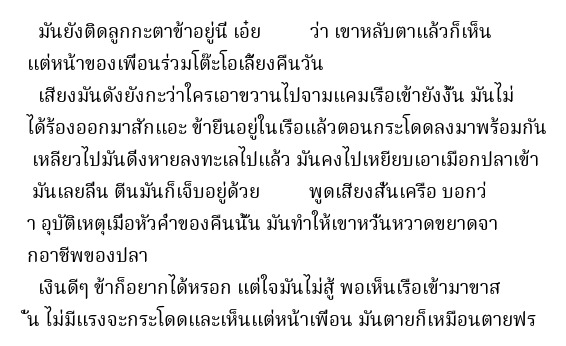 มันยังติดลูกกะตาข้าอยู่นี เอ๋ย ว่า เขาหลับตาแล้วก็เห็น
แต่หน้าของเพือนร่วมโต๊ะโอเลี้ยงคืนวัน
เสียงมันดังยังกะว่าใครเอาขวานไปจามแคมเรือเข้ายังงั้น มันไม่
ได้ร้องออกมาสักแอะ ข้ายืนอยู่ในเรือแล้วตอนกระโดดลงมาพร้อมกัน
เหลียวไปมันดึงหายลงทะเลไปแล้ว มันคงไปเหยียบเอาเมือกปลาเข้า
มันเลยลืน ตีนมันก็เจ็บอยู่ด้วย พูดเสียงสั่นเครือ บอกว่
า อุบัติเหตุเมือหัวคำของคืนนั้น มันทำให้เขาหวันหวาดขยาดจา
กอาชีพของปลา
เงินดีๆ ข้าก็อยากได้หรอก แต่ใจมันไม่สู้ พอเห็นเรือเข้ามาขาส
ั่น ไม่มีแรงจะกระโดดและเห็นแต่หน้าเพือน มันตายก็เหมือนตายฟร